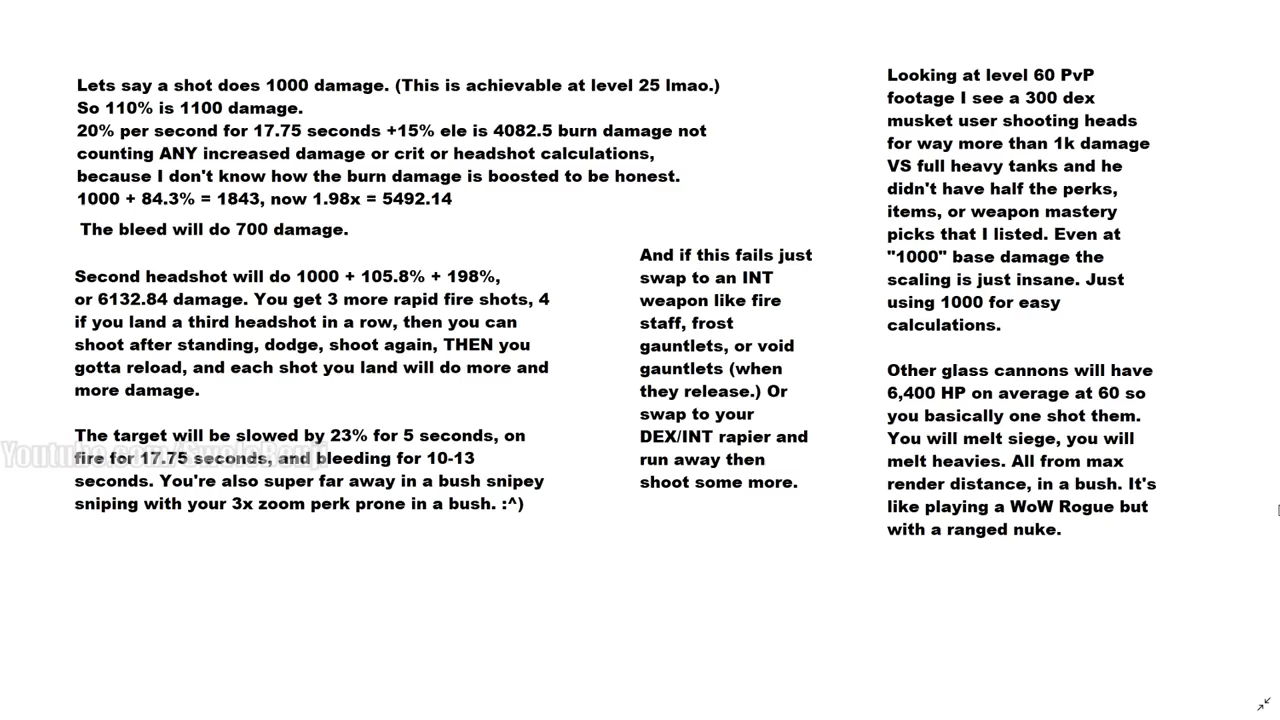 Lets say a shot does 1000 damage. (This is achievable at level 25 lmao.)
So 110% is 1100 damage.
20% per second for 17.75 seconds +15% ele is 4082.5 burn damage not
counting ANY increased damage or crit or headshot calculations,
because I don't know how the burn damage is boosted to be honest.
1000 + 84.3% = 1843, now 1.98x = 5492.14
The bleed will do 700 damage.
Second headshot will do 1000 + 105.8% + 198%,
or 6132.84 damage. You get 3 more rapid fire shots, 4
if you land a third headshot in a row, then you can
shoot after standing, dodge, shoot again, THEN you
gotta reload, and each shot you land will do more and
more damage.
The target will be slowed by 23% for 5 seconds, on
fire for 17.75 seconds, and bleeding for 10-13
seconds. You're also super far away in a bush snipey
sniping with your 3x zoom perk prone in a bush. :^)
And if this fails just
swap to an INT
weapon like fire
staff, frost
gauntlets, or void
gauntlets (when
they release.) Or
swap to your
DEX/INT rapier and
run away then
shoot some more.
Looking at level 60 PvP
footage I see a 300 dex
musket user shooting heads
for way more than 1k damage
VS full heavy tanks and he
didn't have half the perks,
items, or weapon mastery
picks that I listed. Even at
"1000" base damage the
scaling is just insane. Just
using 1000 for easy
calculations.
Other glass cannons will have
6,400 HP on average at 60 so
you basically one shot them.
You will melt siege, you will
melt heavies. All from max
render distance, in a bush. It's
like playing a WoW Rogue but
with a ranged nuke.